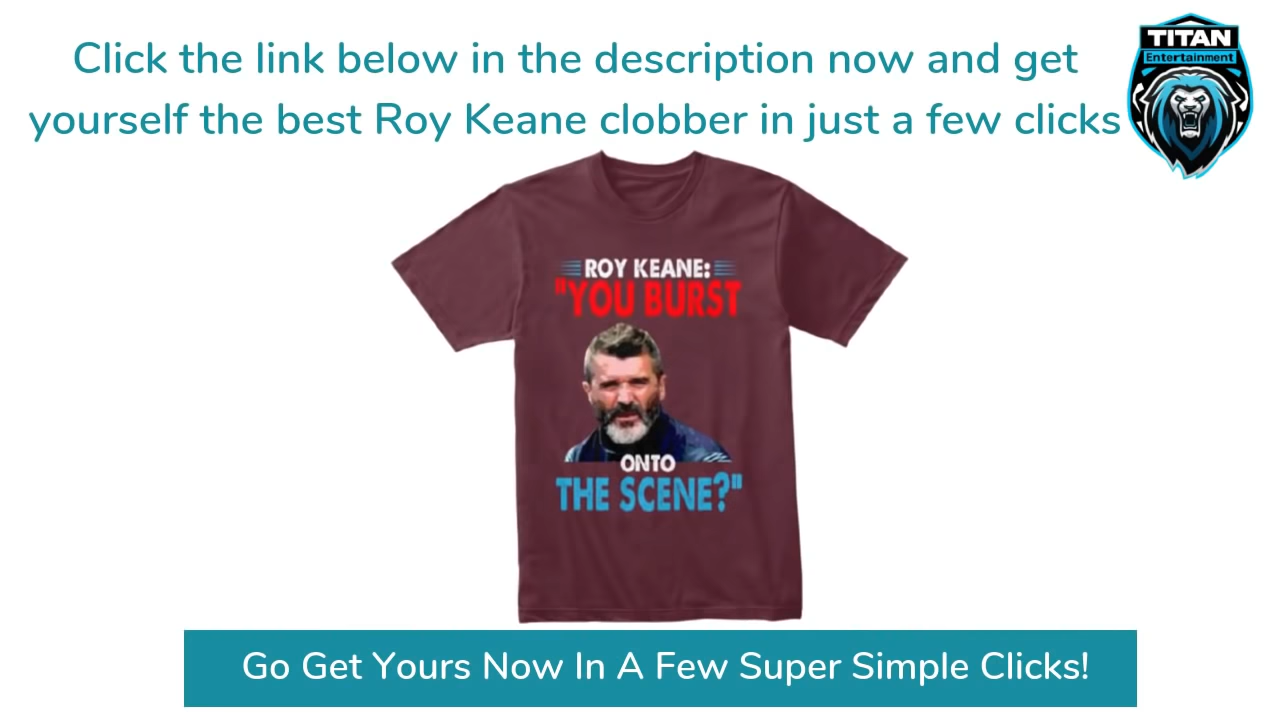 Click the link below in the description now and get
yourself the best Roy Keane clobber in just a few clicks
TITAN
Entertainment
ROY KEANE:
"YOU BURST
ONTO
THE SCENE?"
Go Get Yours Now In A Few Super Simple Clicks!